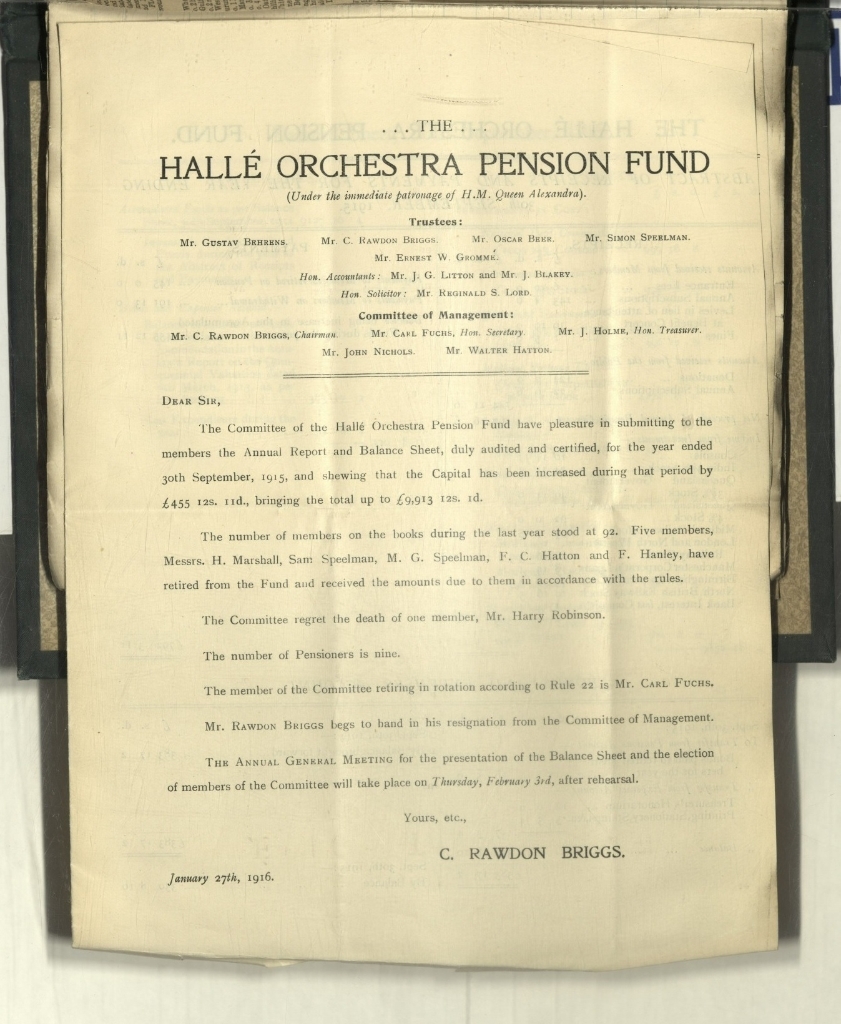 . . . THE . . .
HALLÉ ORCHESTRA PENSION FUND
(Under the immediate patronage of H.M. Queen Alexandra).
Trustees:
Mr. Gustav Behrens. Mr. C. Rawdon Briggs. Mr. Oscar Beer. Mr. Simon Speelman.
Mr. Ernest W. Grommé.
Hon. Accountants: Mr. J. G. Litton and Mr. J. Blakey.
Hon. Solicitor: Mr. Reginald S. Lord.
Committee of Management:
Mr. C. Rawdon Briggs, Chairman. Mr. Carl Fuchs, Hon. Secretary. Mr. J. Holme, Hon. Treasurer.
Mr. John Nichols. Mr. Walter Hatton.
Dear Sir,
The Committee of the Hallé Orchestra Pension Fund have pleasure in submitting to the
members the Annual Report and Balance Sheet, duly audited and certified, for the year ended
30th September, 1915, and shewing that the Capital has been increased during that period by
£455 12s. 11d., bringing the total up to £9,913 12s. 1d.
The number of members on the books during the last year stood at 92. Five members,
Messrs. H. Marshall, Sam Speelman, M. G. Speelman, F. C. Hatton and F. Hanley, have
retired from the Fund and received the amounts due to them in accordance with the rules.
The Committee regret the death of one member, Mr. Harry Robinson.
The number of Pensioners is nine.
The member of the Committee retiring in rotation according to Rule 22 is Mr. Carl Fuchs.
Mr. Rawdon Briggs begs to hand in his resignation from the Committee of Management.
The Annual General Meeting for the presentation of the Balance Sheet and the election
of members of the Committee will take place on Thursday, February 3rd, after rehearsal.
Yours, etc.,
C. RAWDON BRIGGS.
January 27th, 1916.